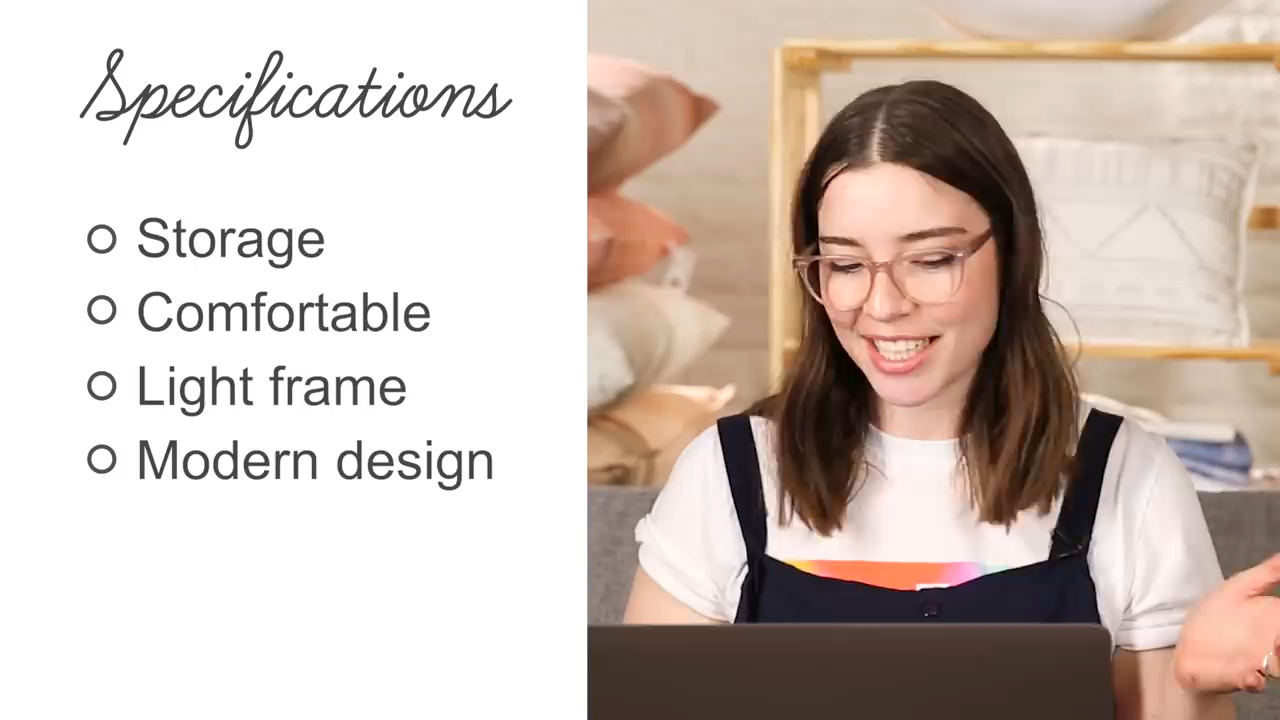 Specifications
Storage
Comfortable
Light frame
Modern design